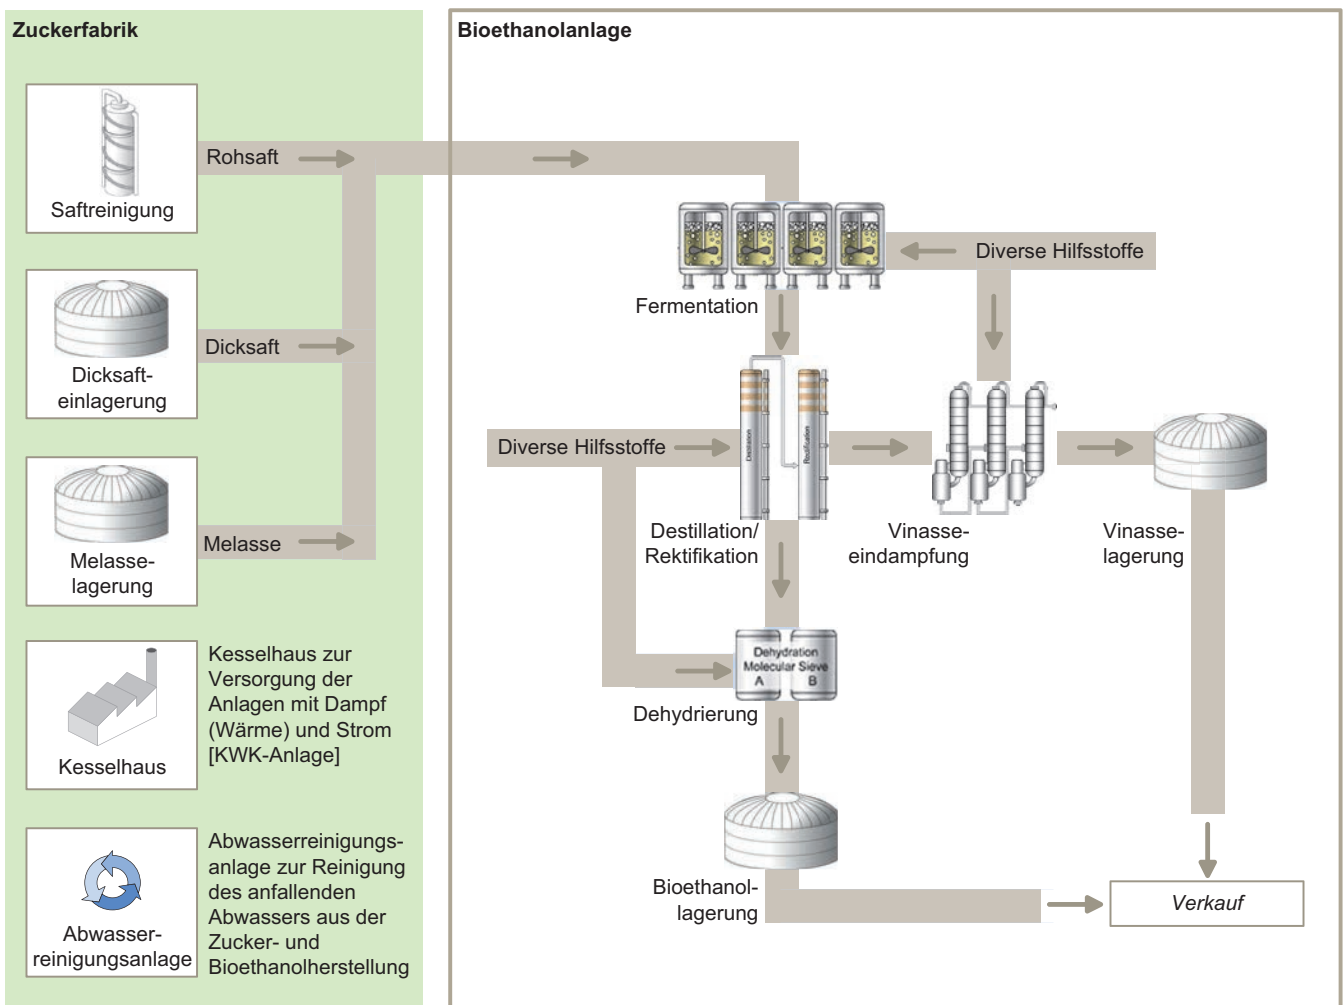 Zuckerfabrik
Saftreinigung
Rohsaft
Dicksaft-
einlagerung
Dicksaft
Melasse-
lagerung
Melasse
Kesselhaus
Kesselhaus zur
Versorgung der
Anlagen mit Dampf
(Wärme) und Strom
[KWK-Anlage]
Abwasser-
reinigungsanlage
Abwasserreinigungs-
anlage zur Reinigung
des anfallenden
Abwassers aus der
Zucker- und
Bioethanolherstellung
Bioethanolanlage
Fermentation
Diverse Hilfsstoffe
Diverse Hilfsstoffe
Destillation
Rectification
Destillation/
Rektifikation
Vinasse-
eindampfung
Vinasse-
lagerung
Dehydration
Molecular Sieve
A B
Dehydrierung
Bioethanol-
lagerung
Verkauf